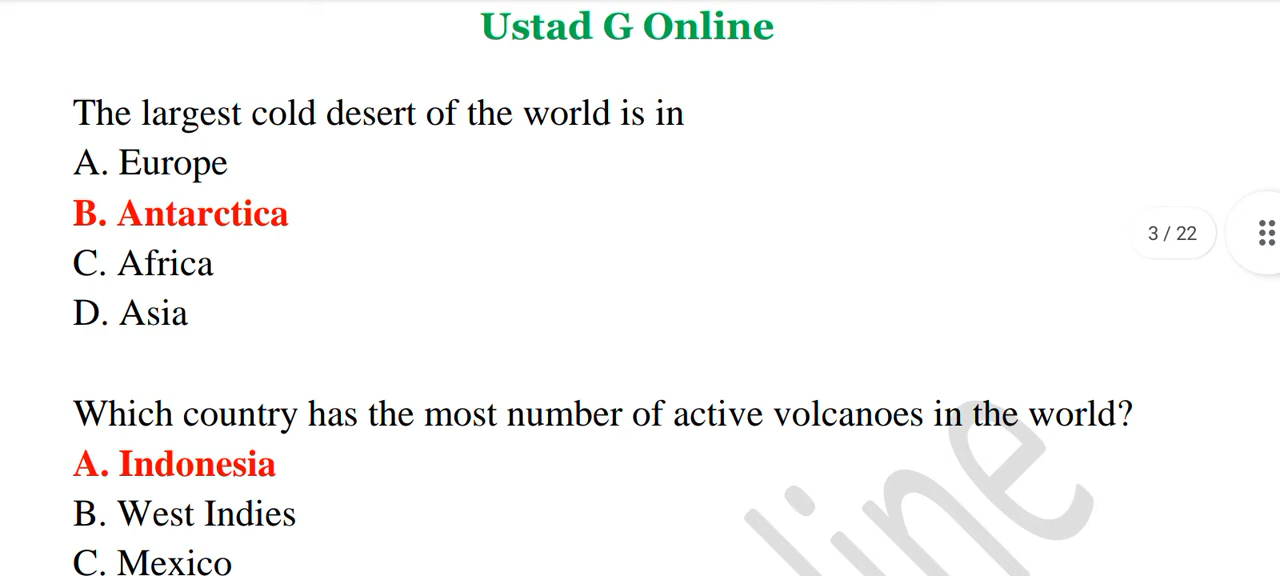 Ustad G Online
The largest cold desert of the world is in
A. Europe
B. Antarctica
C. Africa
D. Asia
3 / 22
Which country has the most number of active volcanoes in the world?
A. Indonesia
B. West Indies
C. Mexico
line